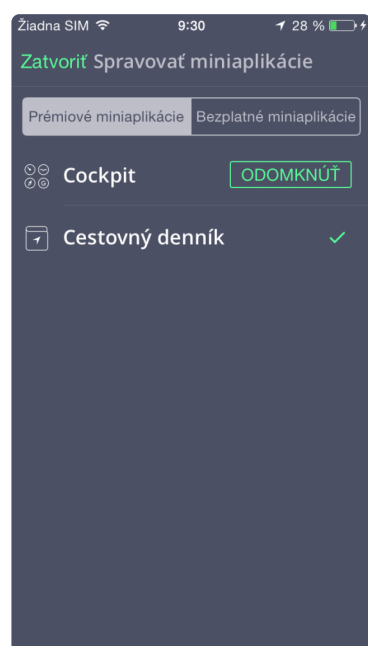 Žiadna SIM 9:30 28 %
Zatvoriť Spravovať miniaplikácie
Prémiové miniaplikácie Bezplatné miniaplikácie
Cockpit ODOMKNÚŤ
Cestovný denník